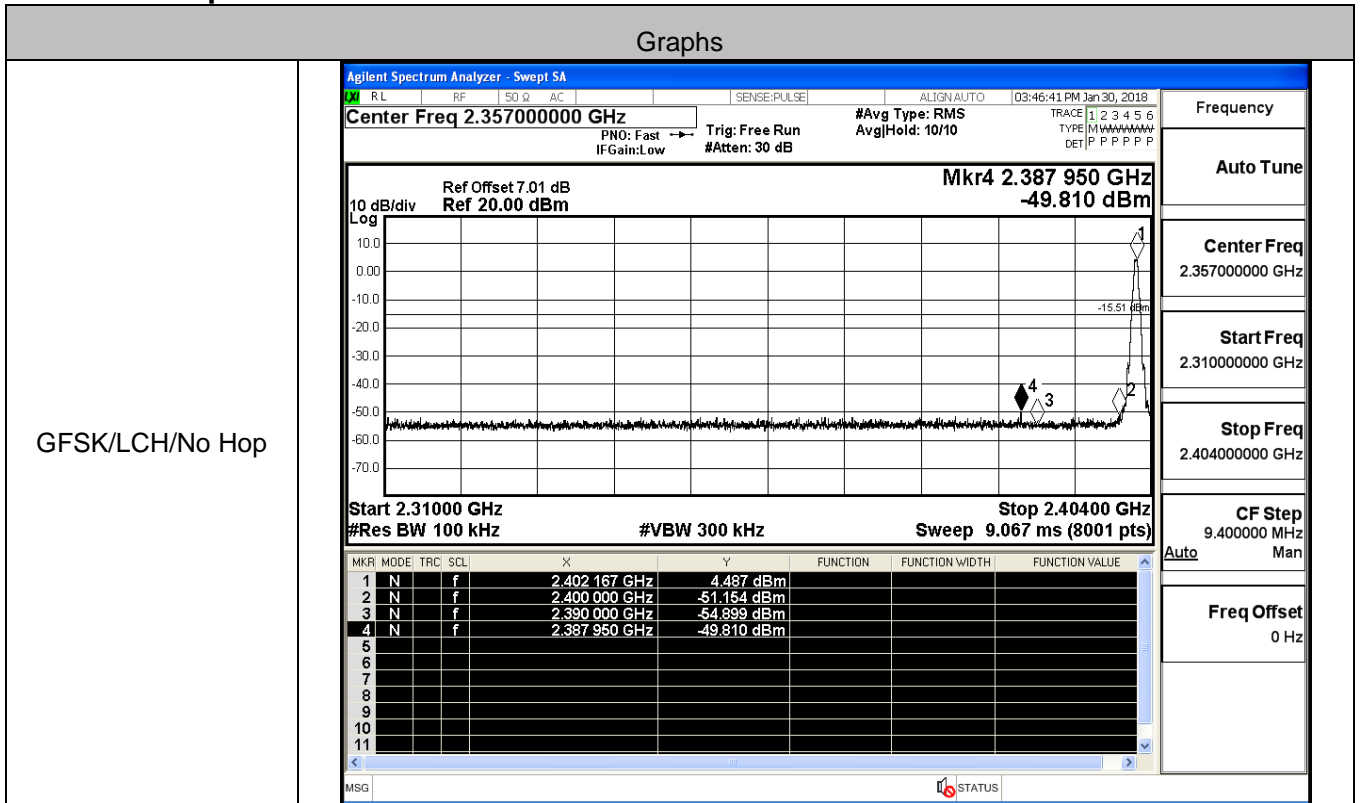 Graphs
GFSK/LCH/No Hop
Agilent Spectrum Analyzer - Swept SA
LXI RL RF 50 Ω AC SENSE:PULSE ALIGN AUTO 03:46:41 PM Jan 30, 2018
Center Freq 2.357000000 GHz
PNO: Fast
IFGain:Low
Trig: Free Run
#Atten: 30 dB
#Avg Type: RMS
Avg|Hold: 10/10
TRACE 1 2 3 4 5 6
TYPE M WWWWW
DET P P P P P P
Mkr4 2.387 950 GHz
-49.810 dBm
Ref Offset 7.01 dB
10 dB/div Ref 20.00 dBm
Log
10.0
0.00
-10.0
-20.0
-30.0
-40.0
-50.0
-60.0
-70.0
-15.51 dBm
1
2
3
4
Start 2.31000 GHz Stop 2.40400 GHz
#Res BW 100 kHz #VBW 300 kHz Sweep 9.067 ms (8001 pts)
MKR MODE TRC SCL X Y FUNCTION FUNCTION WIDTH FUNCTION VALUE
1 N f 2.402 167 GHz 4.487 dBm
2 N f 2.400 000 GHz -51.154 dBm
3 N f 2.390 000 GHz -54.899 dBm
4 N f 2.387 950 GHz -49.810 dBm
5
6
7
8
9
10
11
MSG STATUS
Frequency
Auto Tune
Center Freq
2.357000000 GHz
Start Freq
2.310000000 GHz
Stop Freq
2.404000000 GHz
CF Step
9.400000 MHz
Auto Man
Freq Offset
0 Hz